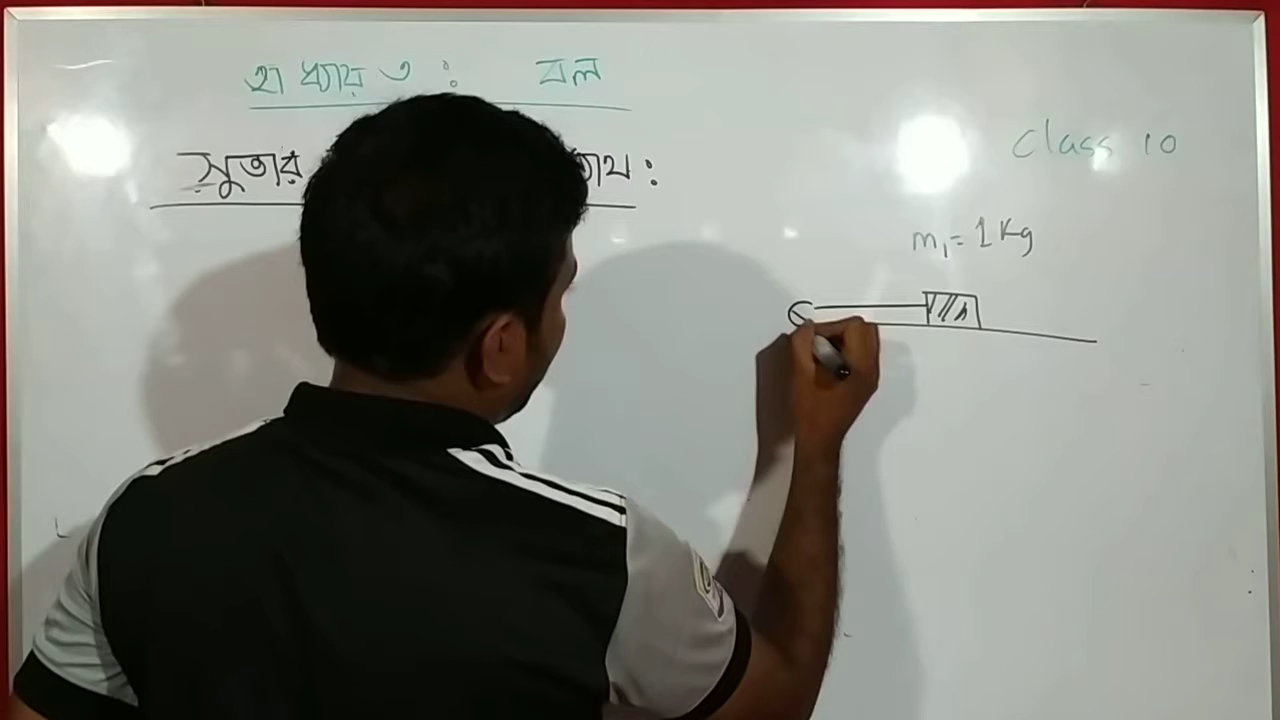 অধ্যায় ৩ : বল
সুতার
Class 10
m₁ = 1 Kg